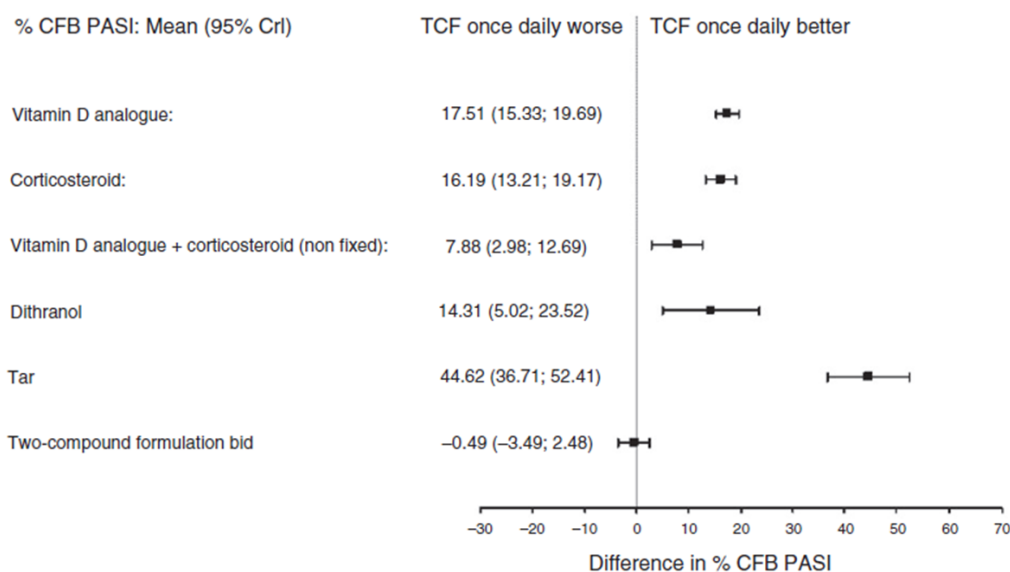 % CFB PASI: Mean (95% Crl) TCF once daily worse TCF once daily better
Vitamin D analogue: 17.51 (15.33; 19.69)
Corticosteroid: 16.19 (13.21; 19.17)
Vitamin D analogue + corticosteroid (non fixed): 7.88 (2.98; 12.69)
Dithranol 14.31 (5.02; 23.52)
Tar 44.62 (36.71; 52.41)
Two-compound formulation bid –0.49 (–3.49; 2.48)
–30 –20 –10 0 10 20 30 40 50 60 70
Difference in % CFB PASI